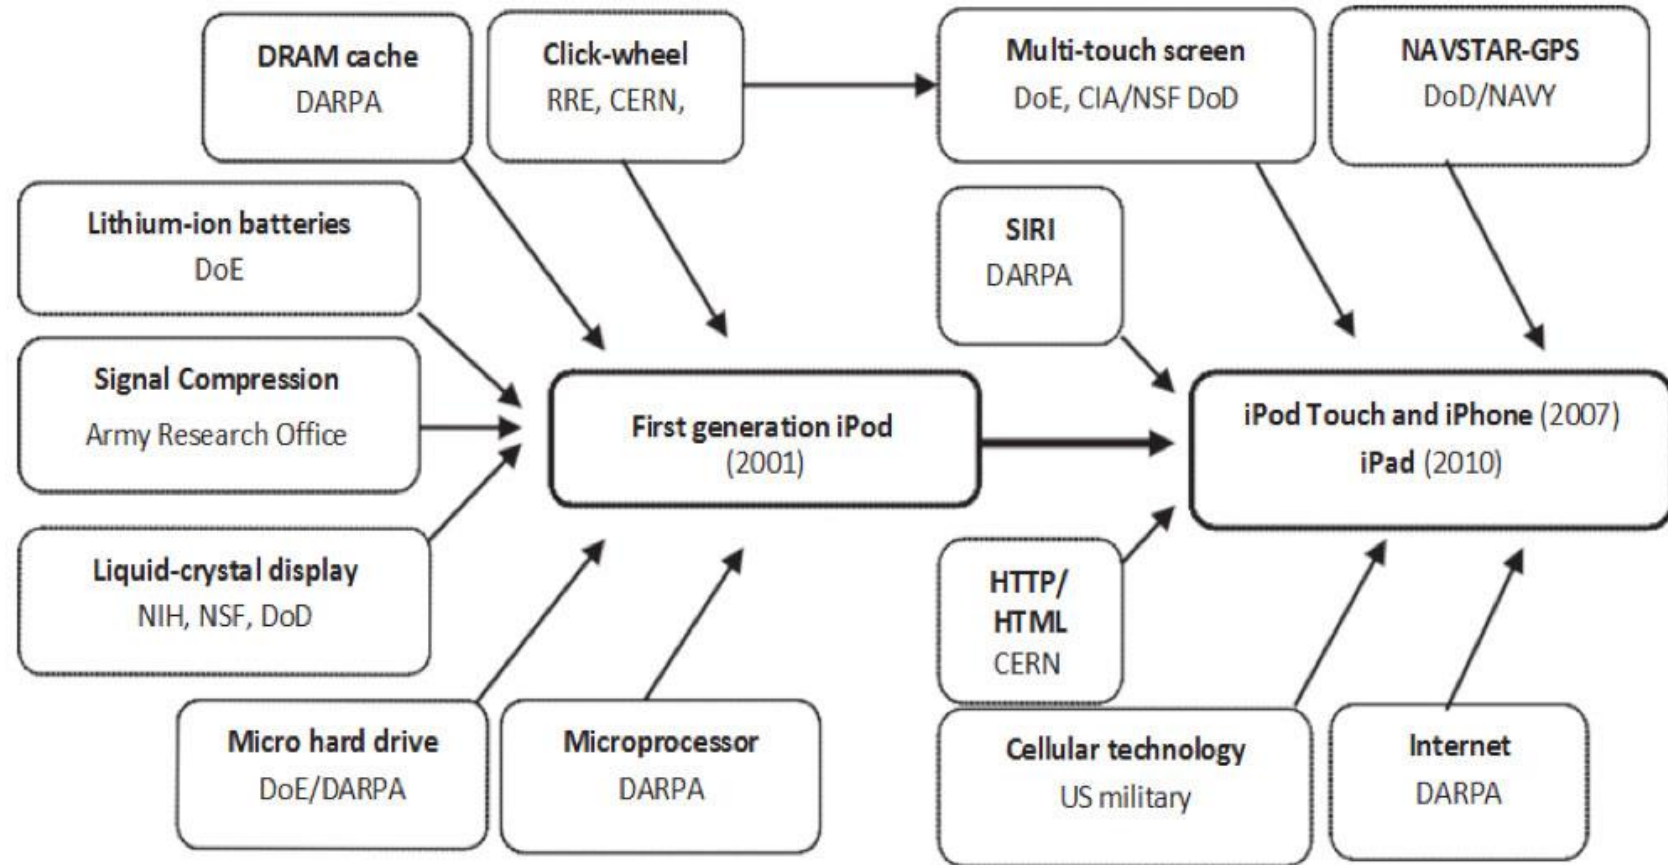 DRAM cache
DARPA
Click-wheel
RRE, CERN,
Multi-touch screen
DoE, CIA/NSF DoD
NAVSTAR-GPS
DoD/NAVY
Lithium-ion batteries
DoE
SIRI
DARPA
Signal Compression
Army Research Office
First generation iPod
(2001)
iPod Touch and iPhone (2007)
iPad (2010)
Liquid-crystal display
NIH, NSF, DoD
HTTP/
HTML
CERN
Micro hard drive
DoE/DARPA
Microprocessor
DARPA
Cellular technology
US military
Internet
DARPA